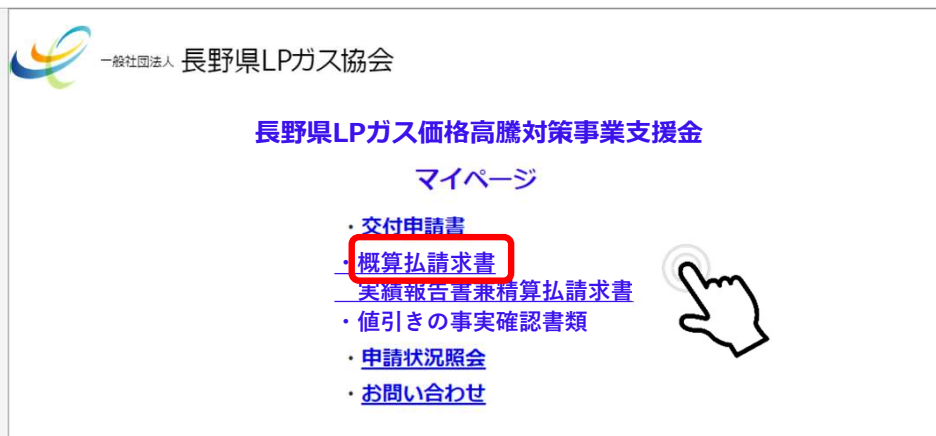 一般社団法人 長野県LPガス協会
長野県LPガス価格高騰対策事業支援金
マイページ
・交付申請書
・概算払請求書
実績報告書兼精算払請求書
・値引きの事実確認書類
・申請状況照会
・お問い合わせ